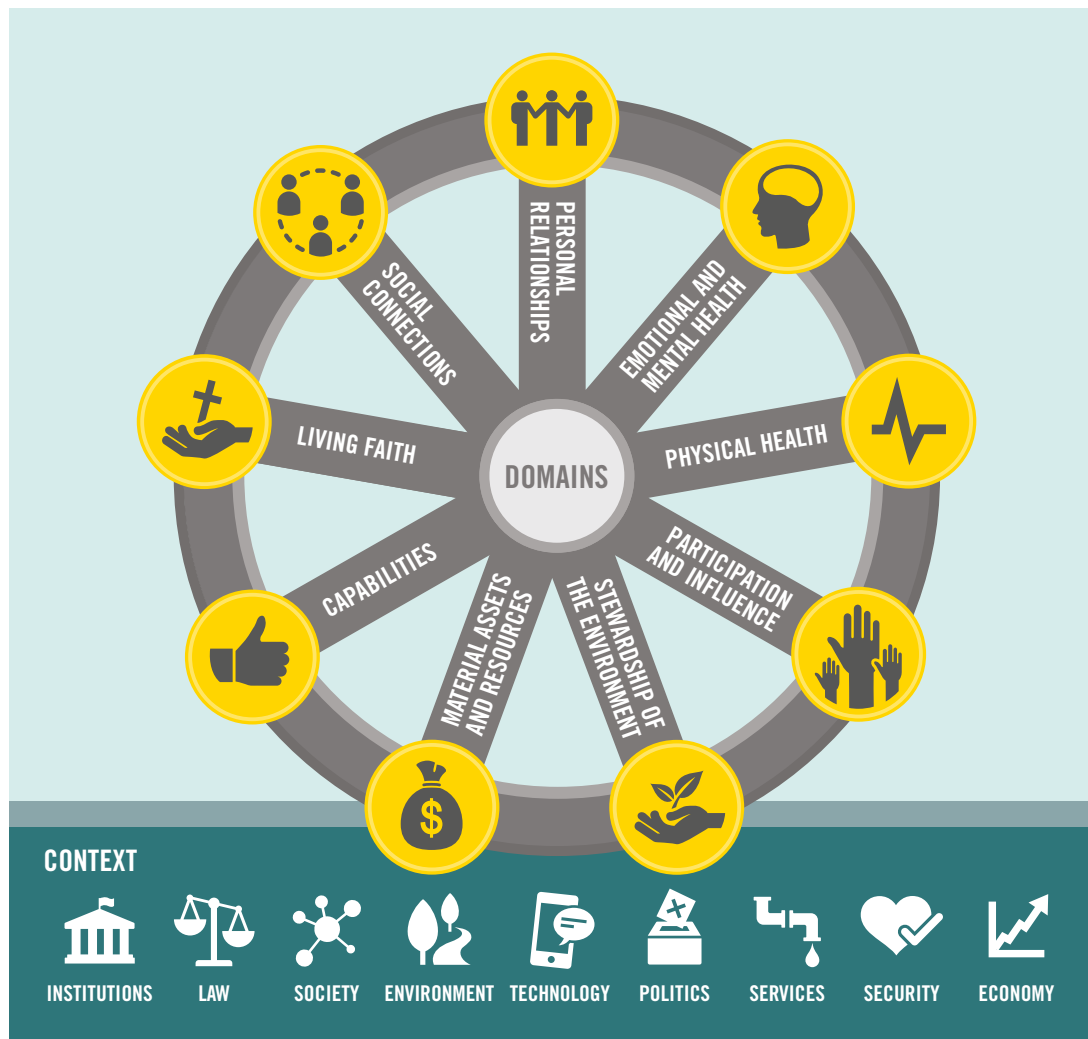 PERSONAL
RELATIONSHIPS
EMOTIONAL AND
MENTAL HEALTH
PHYSICAL HEALTH
PARTICIPATION
AND INFLUENCE
STEWARDSHIP OF
THE ENVIRONMENT
MATERIAL ASSETS
AND RESOURCES
CAPABILITIES
LIVING FAITH
SOCIAL
CONNECTIONS
DOMAINS
$
CONTEXT
INSTITUTIONS
LAW
SOCIETY
ENVIRONMENT
TECHNOLOGY
POLITICS
SERVICES
SECURITY
ECONOMY